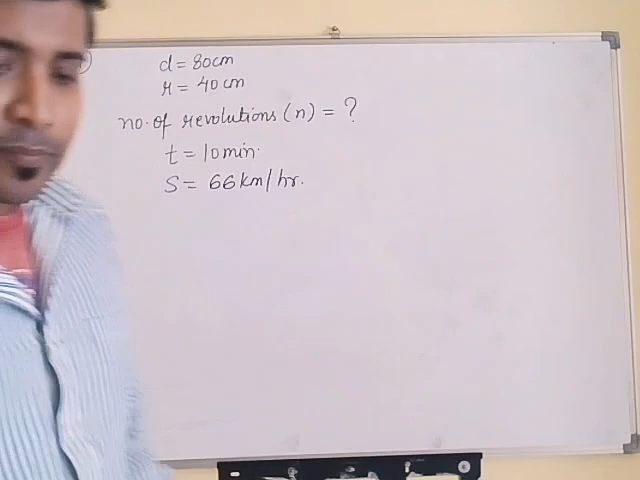 )
d = 80cm
r = 40 cm
no. of revolutions (n) = ?
t = 10 min.
S = 66 km/hr.